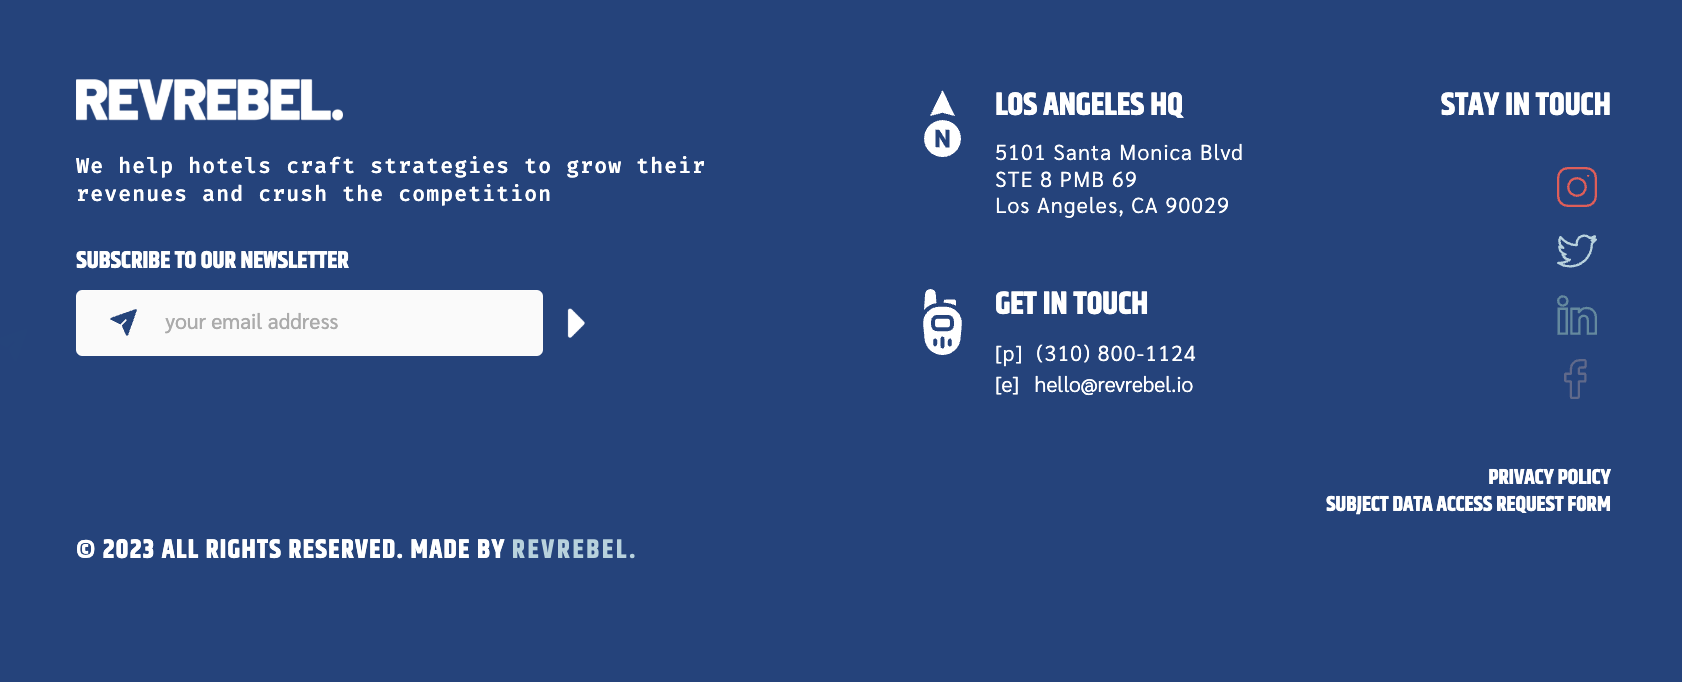 REVREBEL.
We help hotels craft strategies to grow their
revenues and crush the competition
SUBSCRIBE TO OUR NEWSLETTER
your email address
N
LOS ANGELES HQ
5101 Santa Monica Blvd
STE 8 PMB 69
Los Angeles, CA 90029
GET IN TOUCH
[p] (310) 800-1124
[e] hello@revrebel.io
STAY IN TOUCH
in
f
PRIVACY POLICY
SUBJECT DATA ACCESS REQUEST FORM
© 2023 ALL RIGHTS RESERVED. MADE BY REVREBEL.